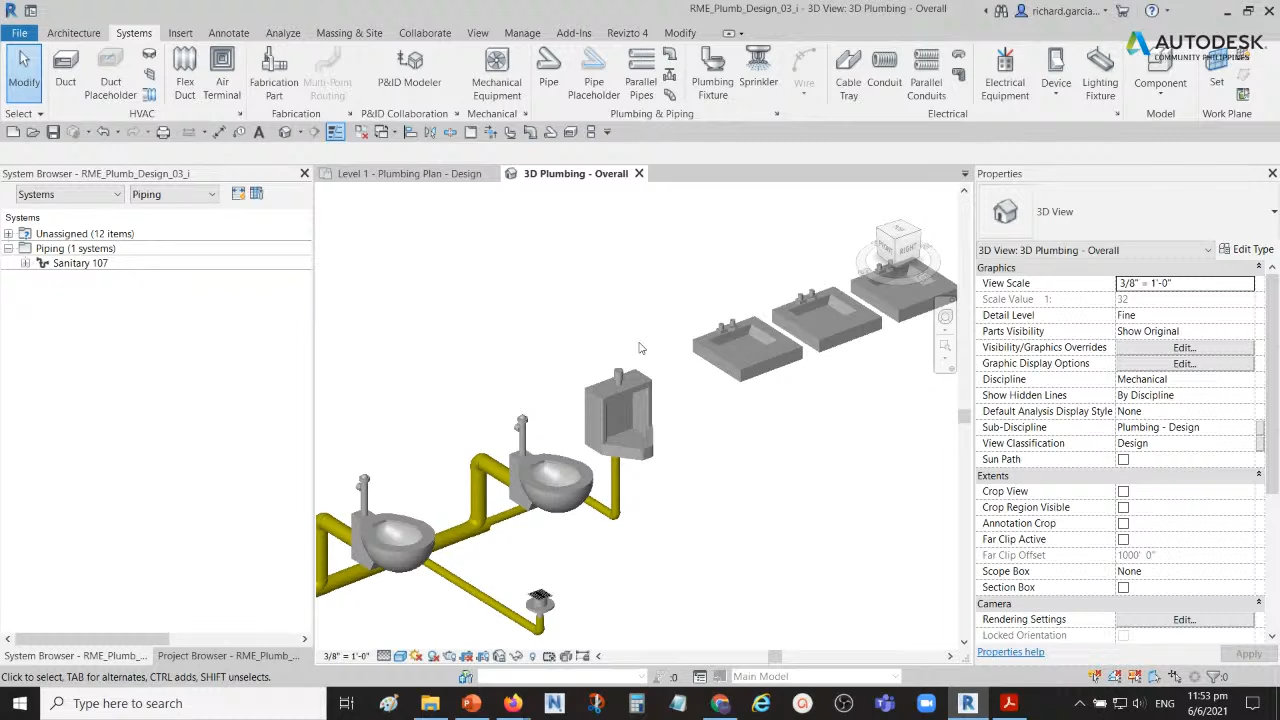 RME_Plumb_Design_03_i - 3D View: 3D Plumbing - Overall
richard.garcia...
File Architecture Systems Insert Annotate Analyze Massing & Site Collaborate View Manage Add-Ins Revizto 4 Modify
AUTODESK
COMMUNITY PHILIPPINES
Modify Duct Duct Placeholder Flex Duct Air Terminal Fabrication Part Multi-Point Routing P&ID Modeler Mechanical Equipment Pipe Pipe Placeholder Parallel Pipes Plumbing Fixture Sprinkler Wire Cable Tray Conduit Parallel Conduits Electrical Equipment Device Lighting Fixture Component Set
Select HVAC Fabrication P&ID Collaboration Mechanical Plumbing & Piping Electrical Model Work Plane
System Browser - RME_Plumb_Design_03_i
Systems Piping
Systems
Unassigned (12 items)
Piping (1 systems)
Sanitary 107
Level 1 - Plumbing Plan - Design 3D Plumbing - Overall
TOP
FRONT RIGHT
Properties
3D View
3D View: 3D Plumbing - Overall Edit Type
Graphics
View Scale 3/8" = 1'-0"
Scale Value 1: 32
Detail Level Fine
Parts Visibility Show Original
Visibility/Graphics Overrides Edit...
Graphic Display Options Edit...
Discipline Mechanical
Show Hidden Lines By Discipline
Default Analysis Display Style None
Sub-Discipline Plumbing - Design
View Classification Design
Sun Path
Extents
Crop View
Crop Region Visible
Annotation Crop
Far Clip Active
Far Clip Offset 1000' 0"
Scope Box None
Section Box
Camera
Rendering Settings Edit...
Locked Orientation
Properties help Apply
3/8" = 1'-0"
System Browser - RME_Plumb_... Project Browser - RME_Plumb_...
Click to select, TAB for alternates, CTRL adds, SHIFT unselects.
:0 Main Model :0
Type here to search
11:53 pm
6/6/2021